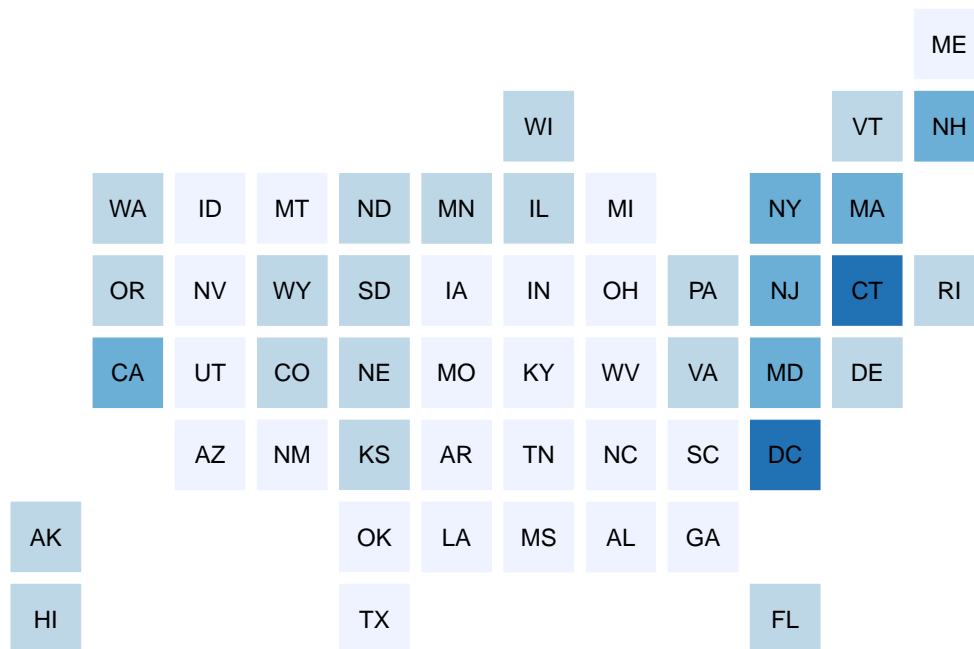 ME
WI VT NH
WA ID MT ND MN IL MI NY MA
OR NV WY SD IA IN OH PA NJ CT RI
CA UT CO NE MO KY WV VA MD DE
AZ NM KS AR TN NC SC DC
AK OK LA MS AL GA
HI TX FL